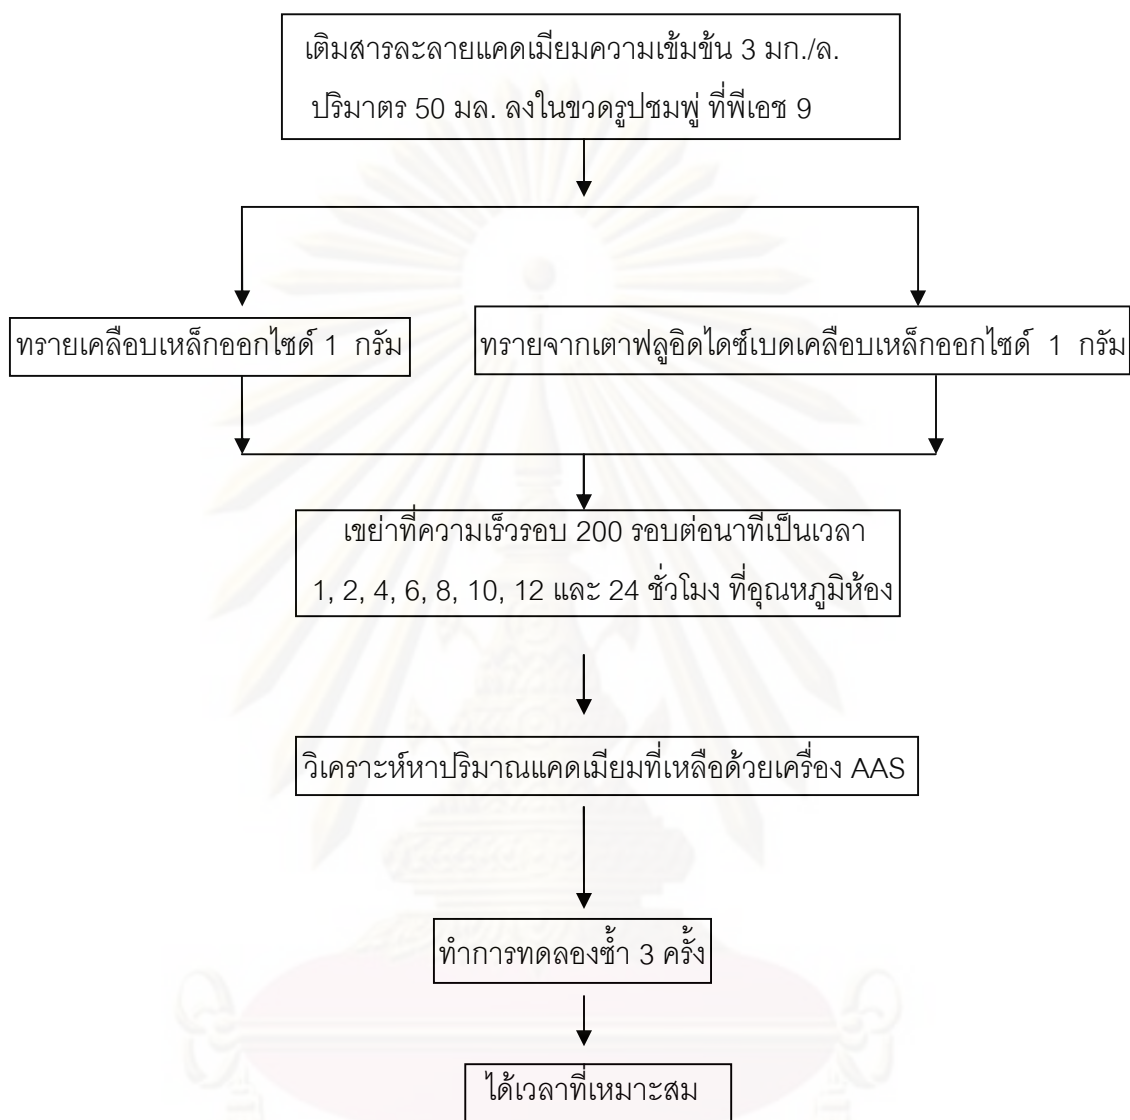 เติมสารละลายแคดเมียมความเข้มข้น 3 มก./ล.
ปริมาตร 50 มล. ลงในขวดรูปชมพู่ ที่พีเอช 9
ทรายเคลือบเหล็กออกไซด์ 1 กรัม
ทรายจากเตาฟลูอิดไดซ์เบดเคลือบเหล็กออกไซด์ 1 กรัม
เขย่าที่ความเร็วรอบ 200 รอบต่อนาทีเป็นเวลา
1, 2, 4, 6, 8, 10, 12 และ 24 ชั่วโมง ที่อุณหภูมิห้อง
วิเคราะห์หาปริมาณแคดเมียมที่เหลือด้วยเครื่อง AAS
ทำการทดลองซ้ำ 3 ครั้ง
ได้เวลาที่เหมาะสม